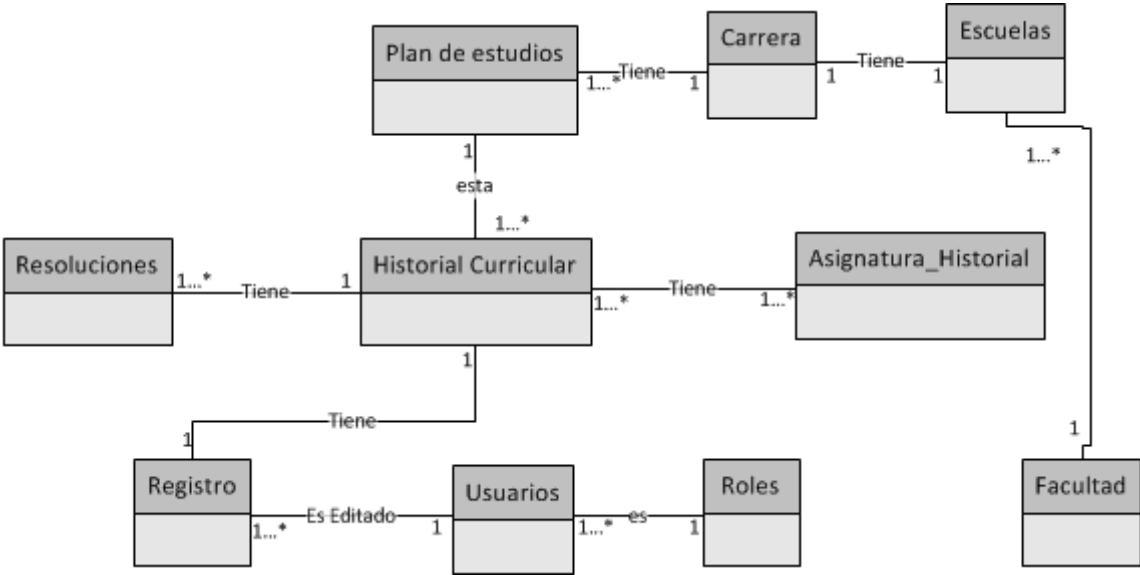 Escuelas
Carrera
Plan de estudios
1...* Tiene 1
1 Tiene 1
1
esta
1...*
1...*
Resoluciones
Historial Curricular
Asignatura_Historial
1...* Tiene 1
1...* Tiene 1...*
1
Tiene
1
1
Registro
Usuarios
Roles
Facultad
1...* Es Editado 1
1...* es 1